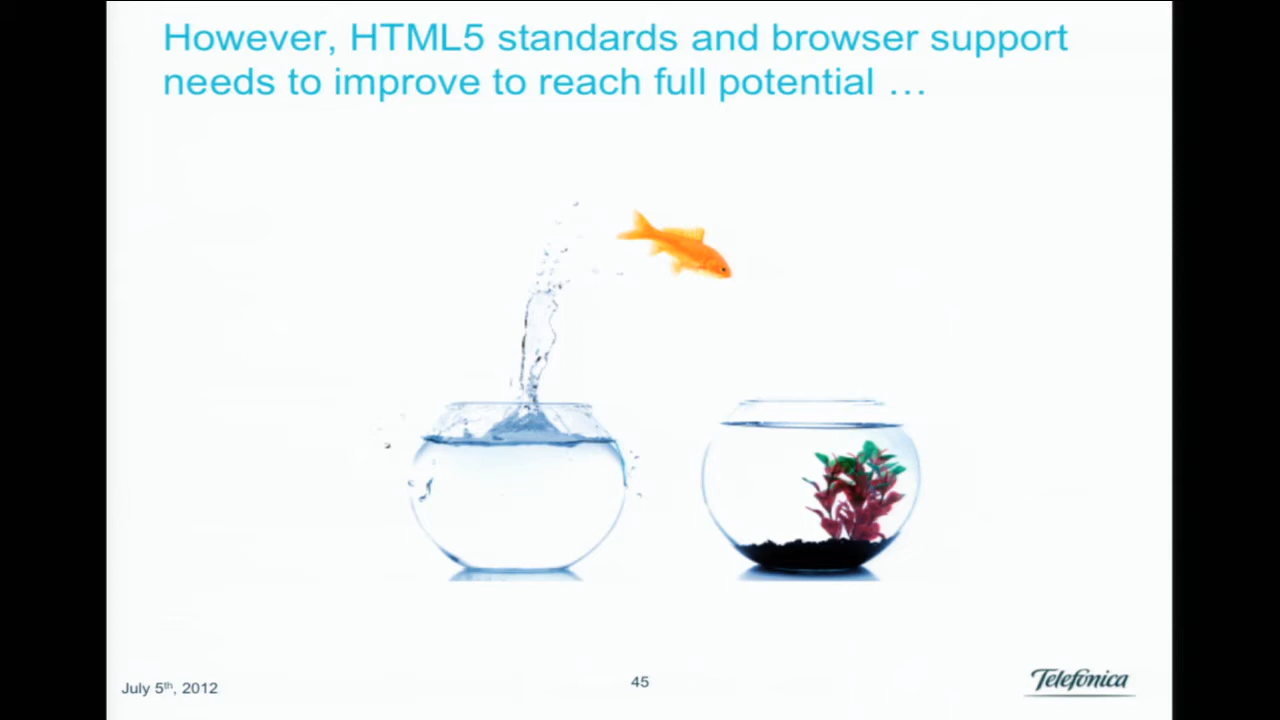 However, HTML5 standards and browser support
needs to improve to reach full potential …
July 5th, 2012
45
Telefónica